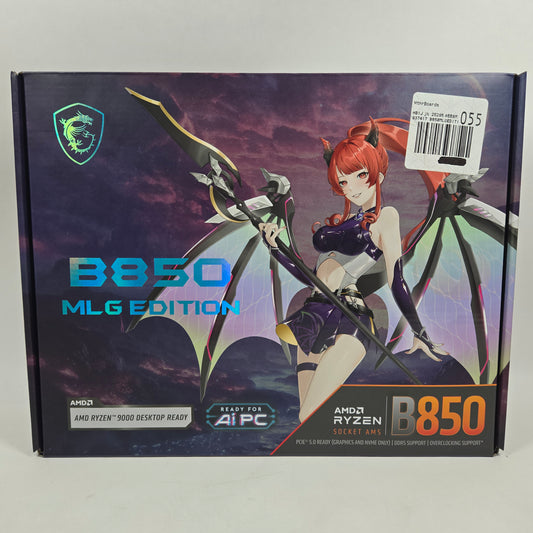 MthrBoards
055
B850
MLG EDITION
AMD
AMD RYZEN™ 9000 DESKTOP READY
READY FOR
Ai PC
AMD
RYZEN
SOCKET AM5
B850
PCIE® 5.0 READY (GRAPHICS AND NVME ONLY) | DDR5 SUPPORT | OVERCLOCKING SUPPORT*